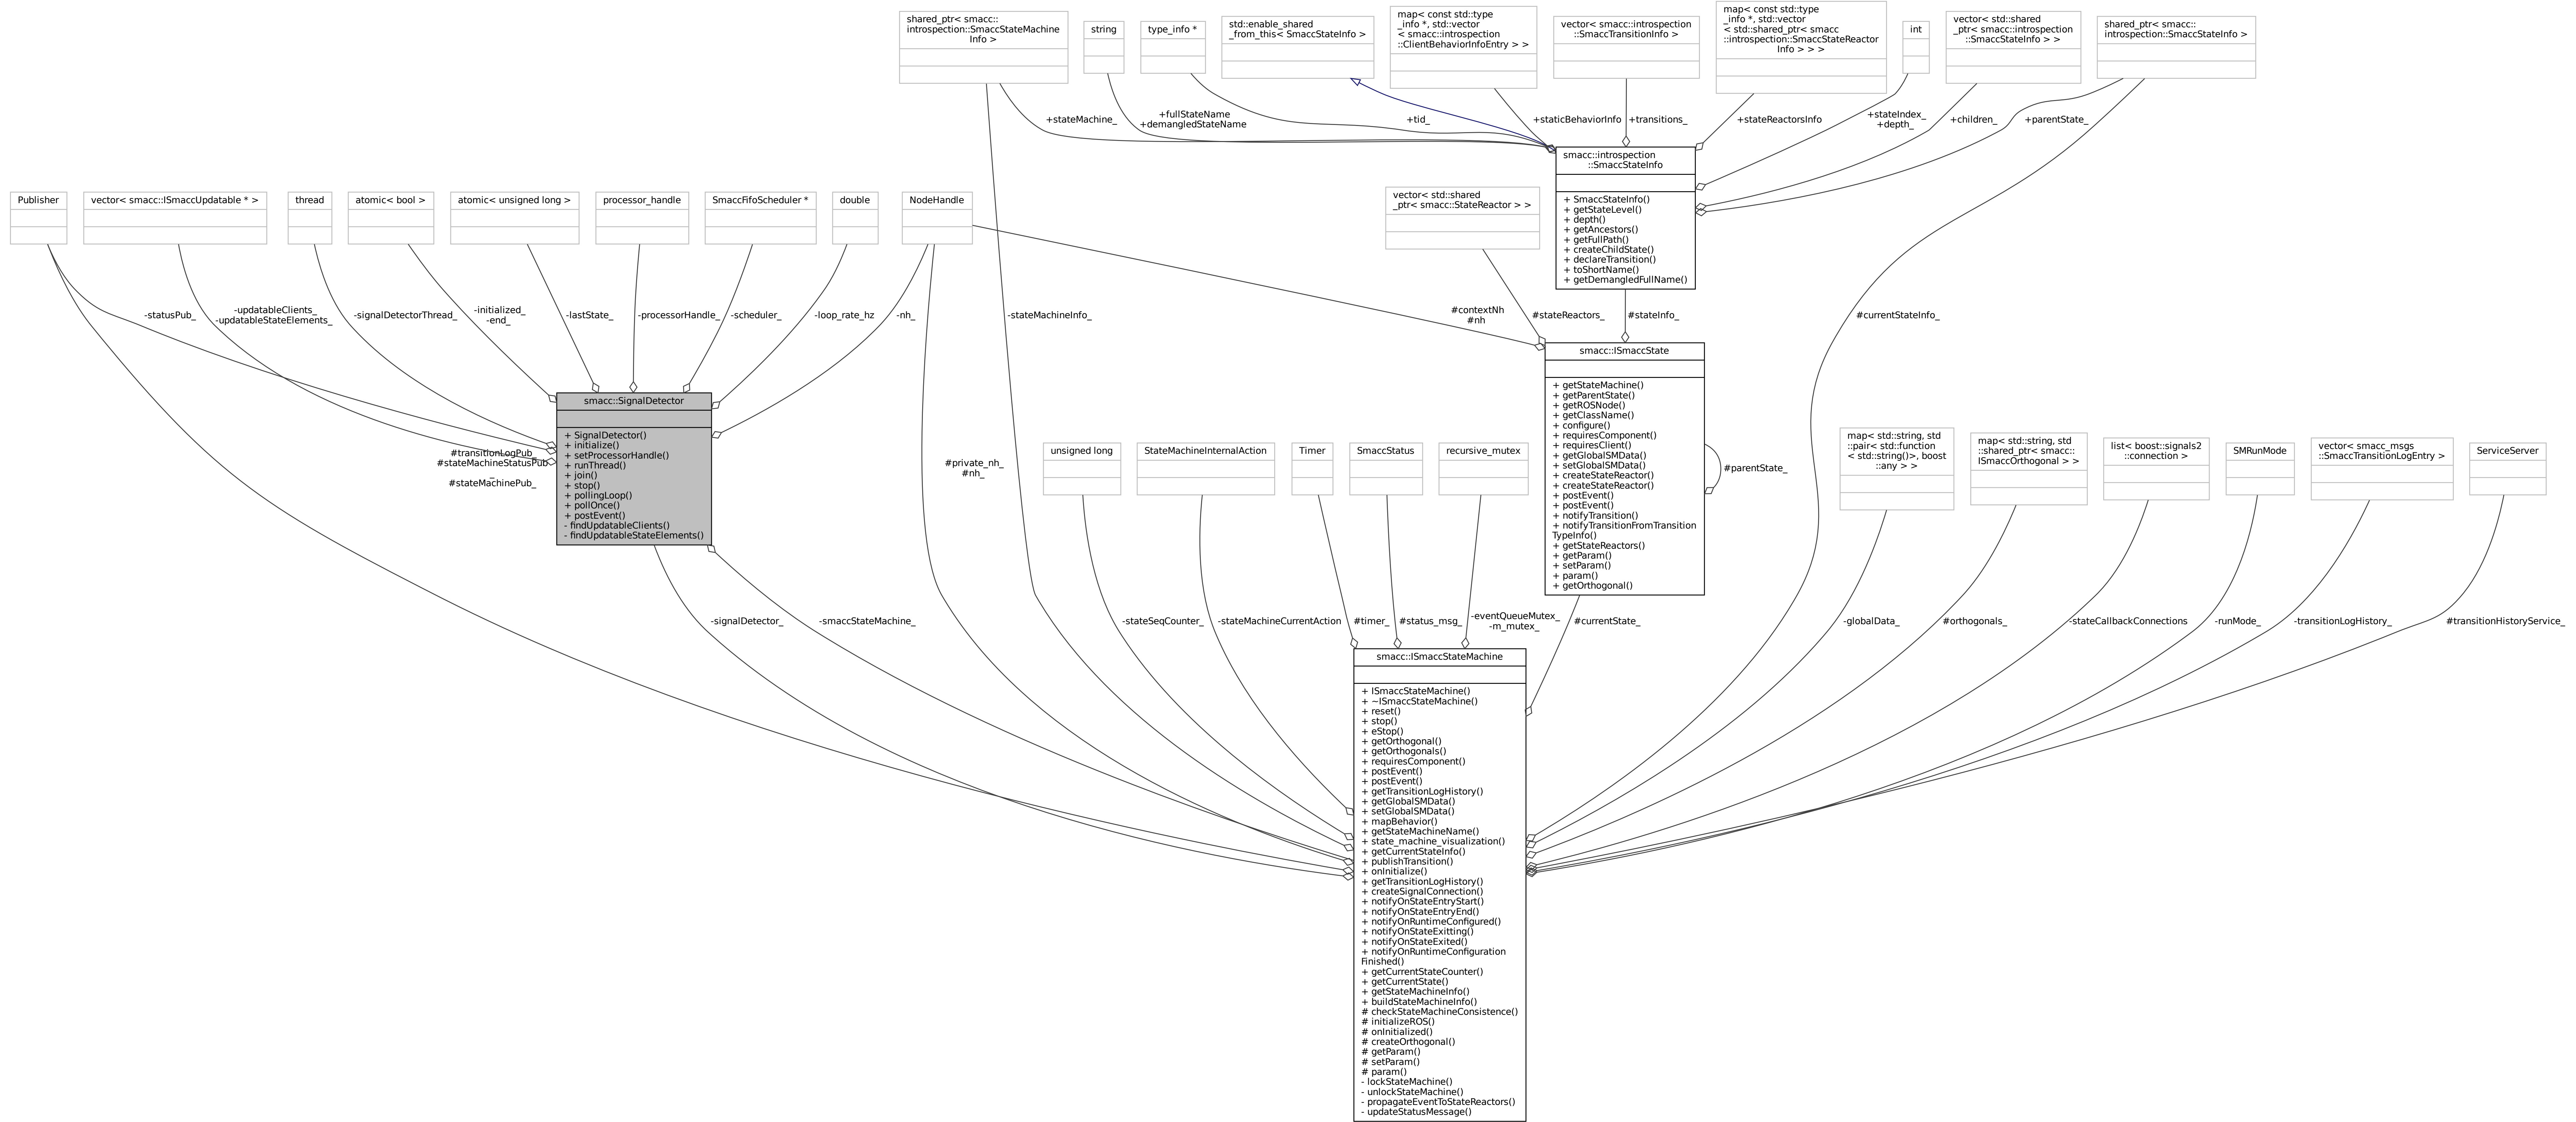 shared_ptr< smacc::
introspection::SmaccStateMachine
Info >
string
type_info *
std::enable_shared
_from_this< SmaccStateInfo >
map< const std::type
_info *, std::vector
< smacc::introspection
::ClientBehaviorInfoEntry > >
vector< smacc::introspection
::SmaccTransitionInfo >
map< const std::type
_info *, std::vector
< std::shared_ptr< smacc
::introspection::SmaccStateReactor
Info > > >
int
vector< std::shared
_ptr< smacc::introspection
::SmaccStateInfo > >
shared_ptr< smacc::
introspection::SmaccStateInfo >
+stateMachine_
+fullStateName
+demangledStateName
+tid_
+staticBehaviorInfo
+transitions_
+stateReactorsInfo
+stateIndex_
+depth_
+children_
+parentState_
smacc::introspection
::SmaccStateInfo
+ SmaccStateInfo()
+ getStateLevel()
+ depth()
+ getAncestors()
+ getFullPath()
+ createChildState()
+ declareTransition()
+ toShortName()
+ getDemangledFullName()
Publisher
vector< smacc::ISmaccUpdatable * >
thread
atomic< bool >
atomic< unsigned long >
processor_handle
SmaccFifoScheduler *
double
NodeHandle
vector< std::shared
_ptr< smacc::StateReactor > >
-statusPub_
-updatableClients_
-updatableStateElements_
-signalDetectorThread_
-initialized_
-end_
-lastState_
-processorHandle_
-scheduler_
-loop_rate_hz
-nh_
-stateMachineInfo_
#contextNh
#nh
#stateReactors_
#stateInfo_
#currentStateInfo_
smacc::SignalDetector
+ SignalDetector()
+ initialize()
+ setProcessorHandle()
+ runThread()
+ join()
+ stop()
+ pollingLoop()
+ pollOnce()
+ postEvent()
- findUpdatableClients()
- findUpdatableStateElements()
#transitionLogPub_
#stateMachineStatusPub
_
#stateMachinePub_
smacc::ISmaccState
+ getStateMachine()
+ getParentState()
+ getROSNode()
+ getClassName()
+ configure()
+ requiresComponent()
+ requiresClient()
+ getGlobalSMData()
+ setGlobalSMData()
+ createStateReactor()
+ createStateReactor()
+ postEvent()
+ postEvent()
+ notifyTransition()
+ notifyTransitionFromTransition
TypeInfo()
+ getStateReactors()
+ getParam()
+ setParam()
+ param()
+ getOrthogonal()
#parentState_
#private_nh_
#nh_
unsigned long
StateMachineInternalAction
Timer
SmaccStatus
recursive_mutex
map< std::string, std
::pair< std::function
< std::string()>, boost
::any > >
map< std::string, std
::shared_ptr< smacc::
ISmaccOrthogonal > >
list< boost::signals2
::connection >
SMRunMode
vector< smacc_msgs
::SmaccTransitionLogEntry >
ServiceServer
-signalDetector_
-smaccStateMachine_
-stateSeqCounter_
-stateMachineCurrentAction
#timer_
#status_msg_
-eventQueueMutex_
-m_mutex_
#currentState_
-globalData_
#orthogonals_
-stateCallbackConnections
-runMode_
-transitionLogHistory_
#transitionHistoryService_
smacc::ISmaccStateMachine
+ ISmaccStateMachine()
+ ~ISmaccStateMachine()
+ reset()
+ stop()
+ eStop()
+ getOrthogonal()
+ getOrthogonals()
+ requiresComponent()
+ postEvent()
+ postEvent()
+ getTransitionLogHistory()
+ getGlobalSMData()
+ setGlobalSMData()
+ mapBehavior()
+ getStateMachineName()
+ state_machine_visualization()
+ getCurrentStateInfo()
+ publishTransition()
+ onInitialize()
+ getTransitionLogHistory()
+ createSignalConnection()
+ notifyOnStateEntryStart()
+ notifyOnStateEntryEnd()
+ notifyOnRuntimeConfigured()
+ notifyOnStateExitting()
+ notifyOnStateExited()
+ notifyOnRuntimeConfiguration
Finished()
+ getCurrentStateCounter()
+ getCurrentState()
+ getStateMachineInfo()
+ buildStateMachineInfo()
# checkStateMachineConsistence()
# initializeROS()
# onInitialized()
# createOrthogonal()
# getParam()
# setParam()
# param()
- lockStateMachine()
- unlockStateMachine()
- propagateEventToStateReactors()
- updateStatusMessage()